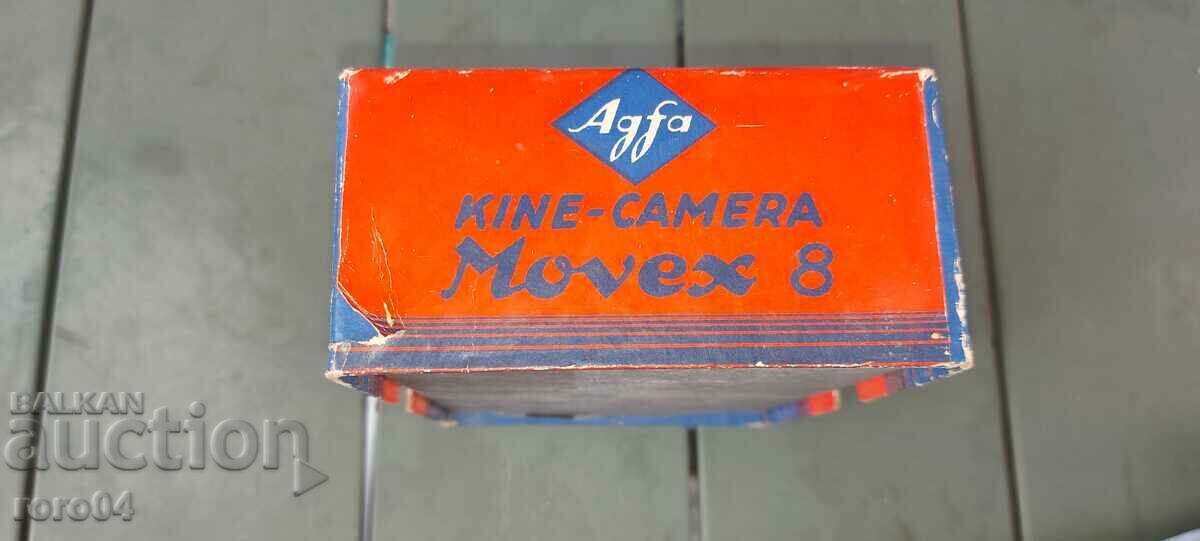 Agfa
KINE-CAMERA
Movex 8
BALKAN
auction
roro04